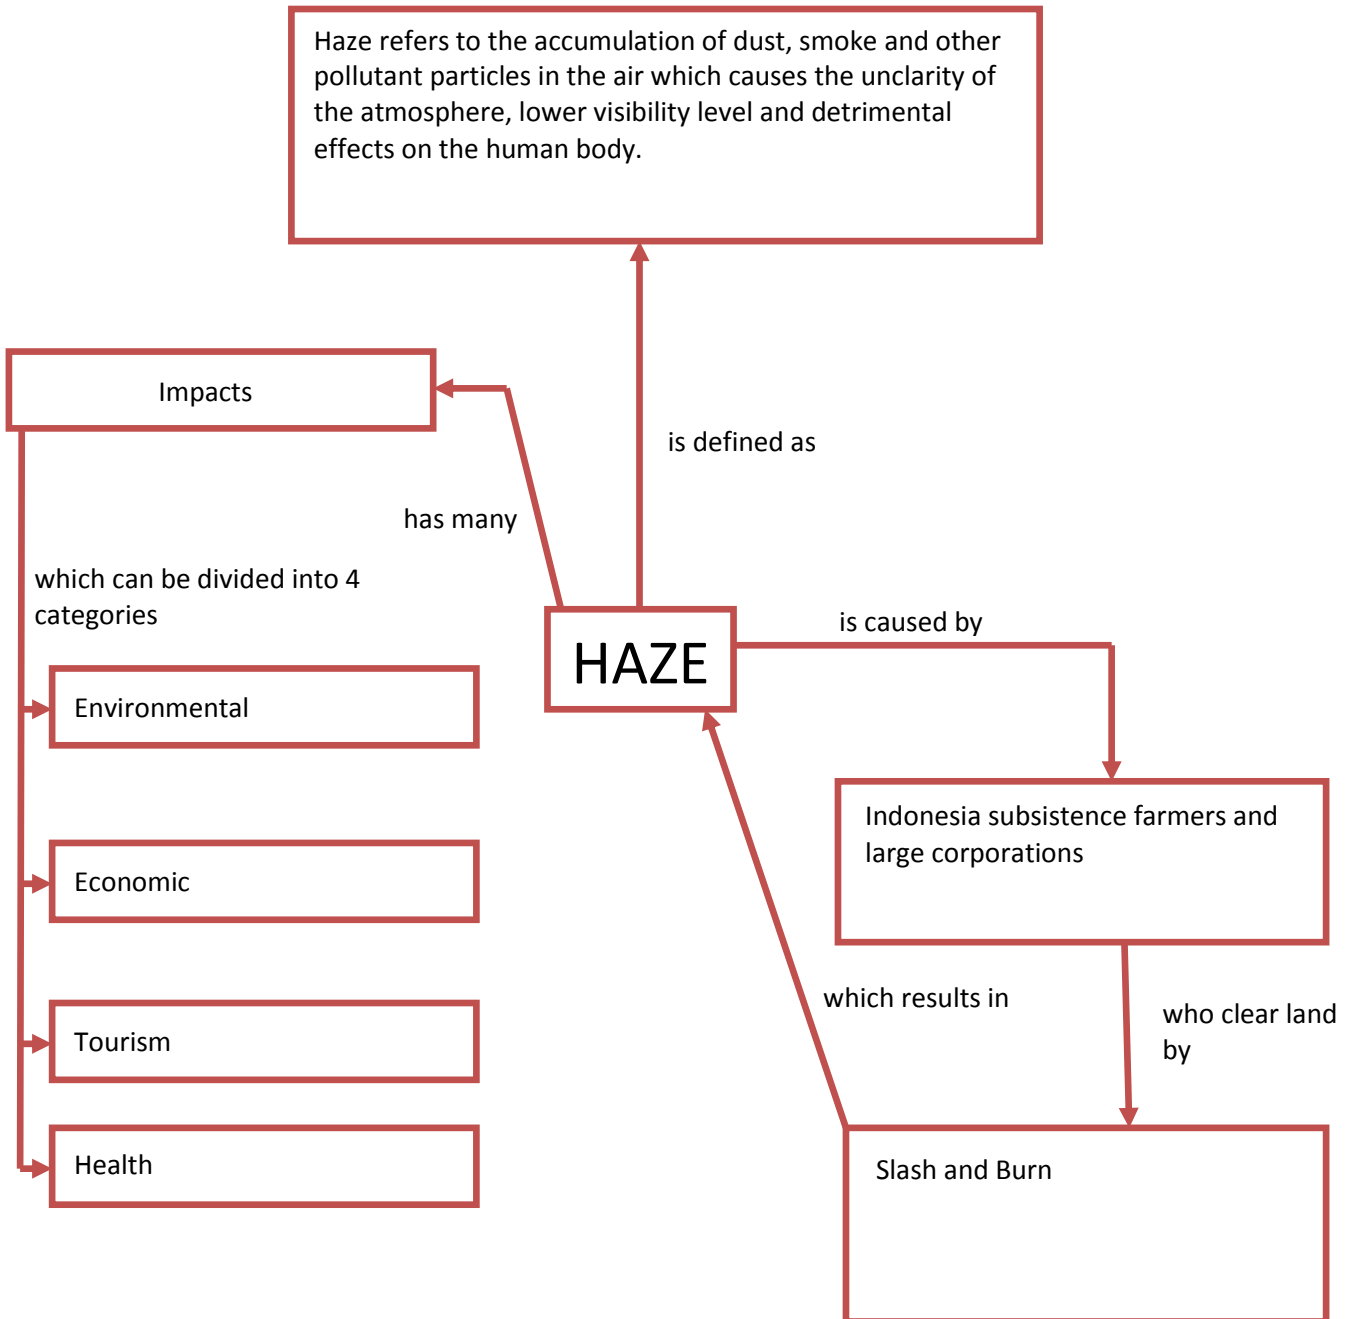 Haze refers to the accumulation of dust, smoke and other
pollutant particles in the air which causes the unclarity of
the atmosphere, lower visibility level and detrimental
effects on the human body.
Impacts
is defined as
has many
which can be divided into 4
categories
HAZE
is caused by
Environmental
Indonesia subsistence farmers and
large corporations
Economic
which results in
who clear land
by
Tourism
Health
Slash and Burn